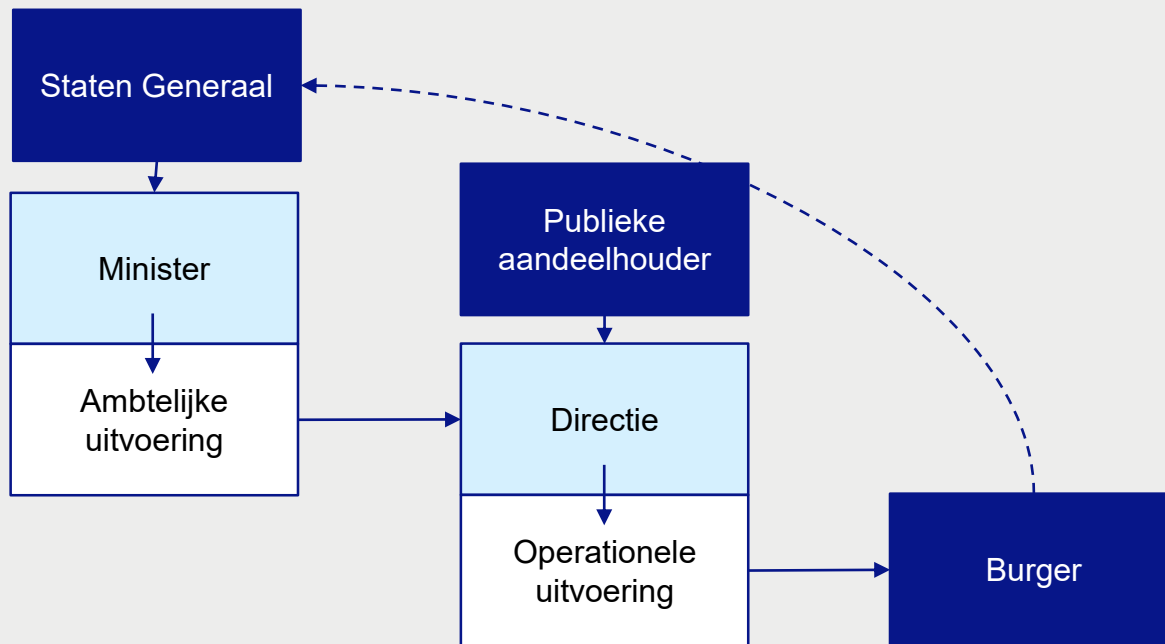 Staten Generaal
Minister
Ambtelijke
uitvoering
Publieke
aandeelhouder
Directie
Operationele
uitvoering
Burger